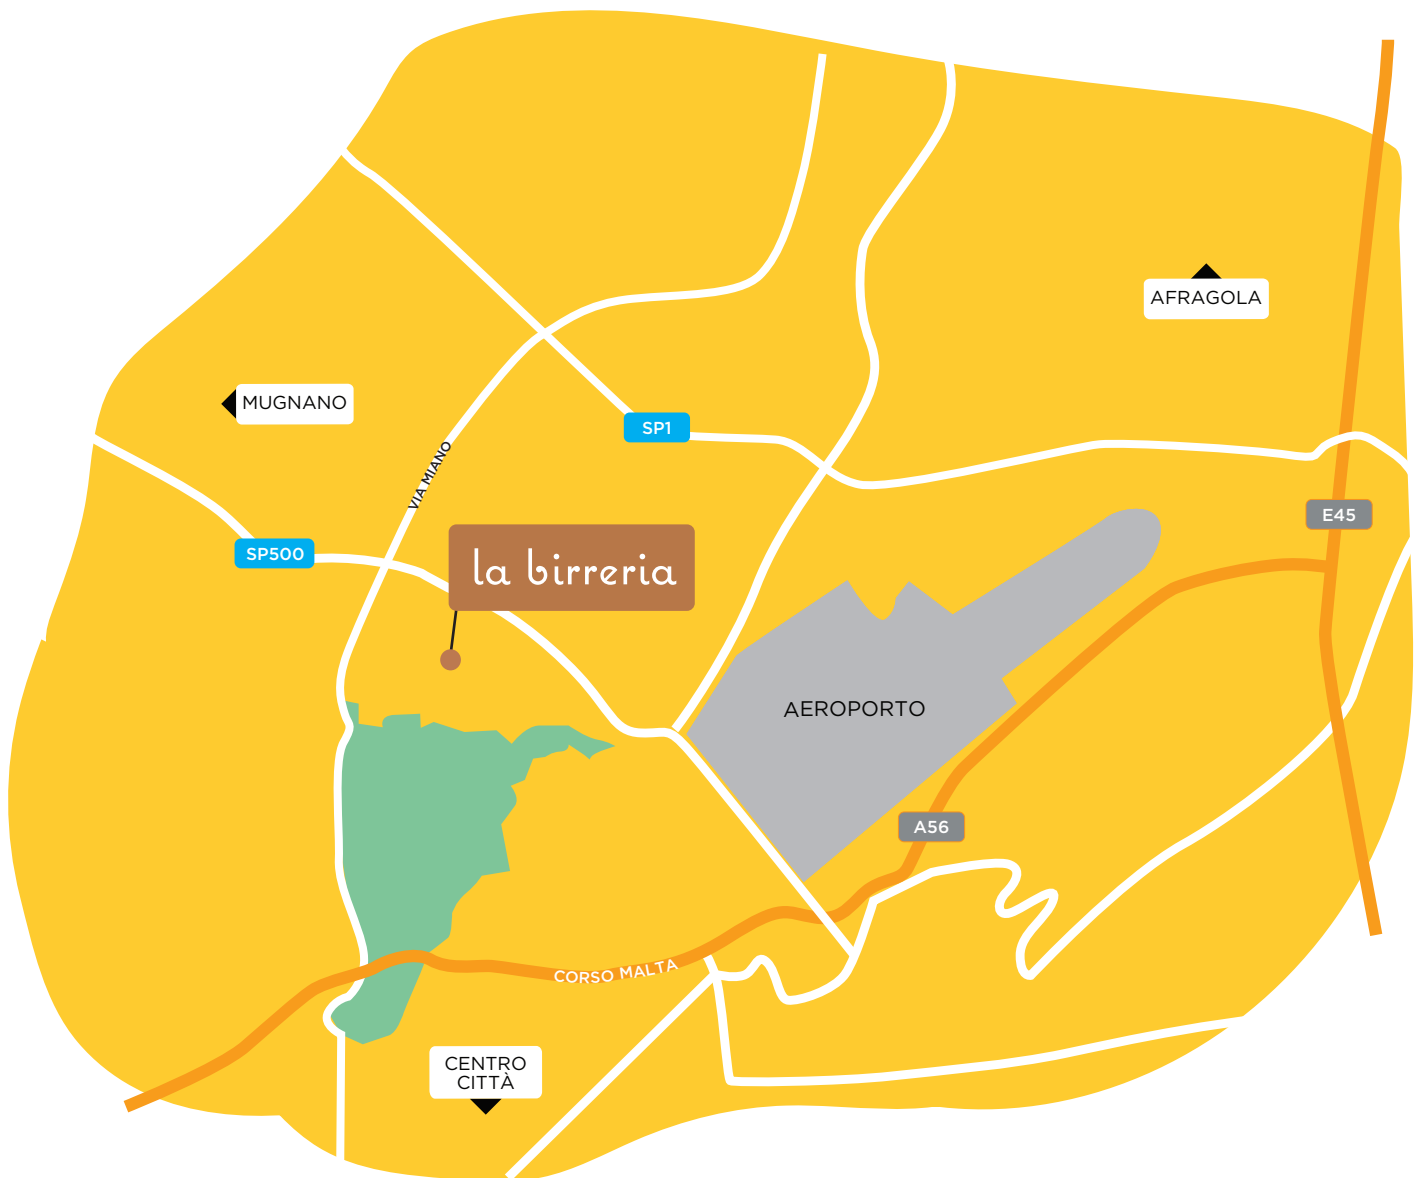 AFRAGOLA
MUGNANO
SP1
VIA MIANO
E45
SP500
la birreria
AEROPORTO
A56
CORSO MALTA
CENTRO
CITTÀ